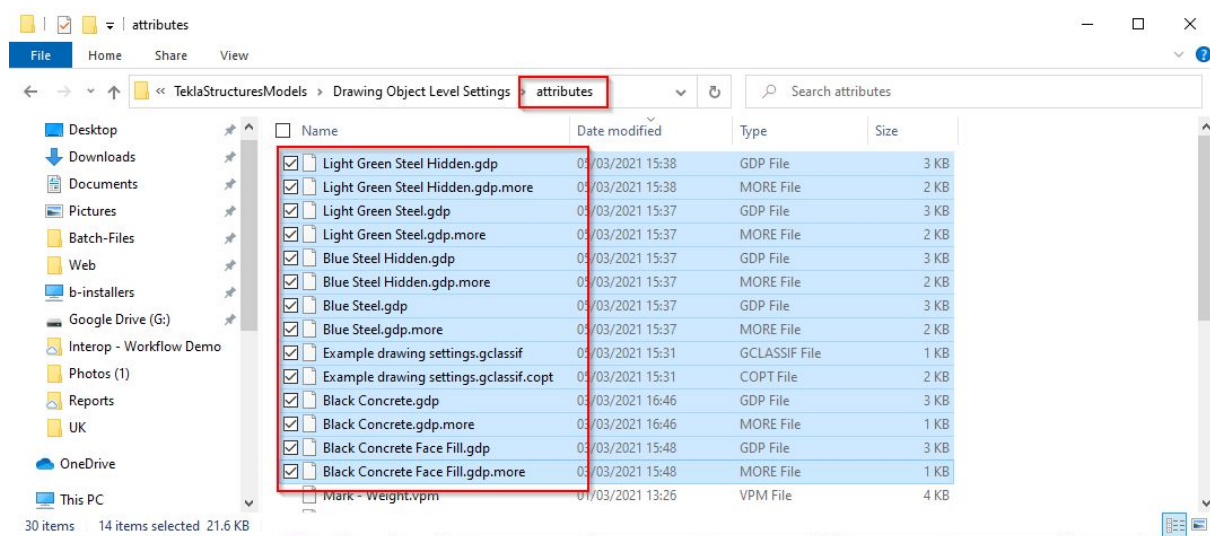 attributes
File Home Share View
« TeklaStructuresModels › Drawing Object Level Settings › attributes Search attributes
Desktop
Downloads
Documents
Pictures
Batch-Files
Web
b-installers
Google Drive (G:)
Interop - Workflow Demo
Photos (1)
Reports
UK
OneDrive
This PC
Name Date modified Type Size
Light Green Steel Hidden.gdp 05/03/2021 15:38 GDP File 3 KB
Light Green Steel Hidden.gdp.more 05/03/2021 15:38 MORE File 2 KB
Light Green Steel.gdp 05/03/2021 15:37 GDP File 3 KB
Light Green Steel.gdp.more 05/03/2021 15:37 MORE File 2 KB
Blue Steel Hidden.gdp 05/03/2021 15:37 GDP File 3 KB
Blue Steel Hidden.gdp.more 05/03/2021 15:37 MORE File 2 KB
Blue Steel.gdp 05/03/2021 15:37 GDP File 3 KB
Blue Steel.gdp.more 05/03/2021 15:37 MORE File 2 KB
Example drawing settings.gclassif 05/03/2021 15:31 GCLASSIF File 1 KB
Example drawing settings.gclassif.copt 05/03/2021 15:31 COPT File 2 KB
Black Concrete.gdp 03/03/2021 16:46 GDP File 3 KB
Black Concrete.gdp.more 03/03/2021 16:46 MORE File 1 KB
Black Concrete Face Fill.gdp 03/03/2021 15:48 GDP File 3 KB
Black Concrete Face Fill.gdp.more 03/03/2021 15:48 MORE File 1 KB
Mark - Weight.vpm 01/03/2021 13:26 VPM File 4 KB
30 items 14 items selected 21.6 KB